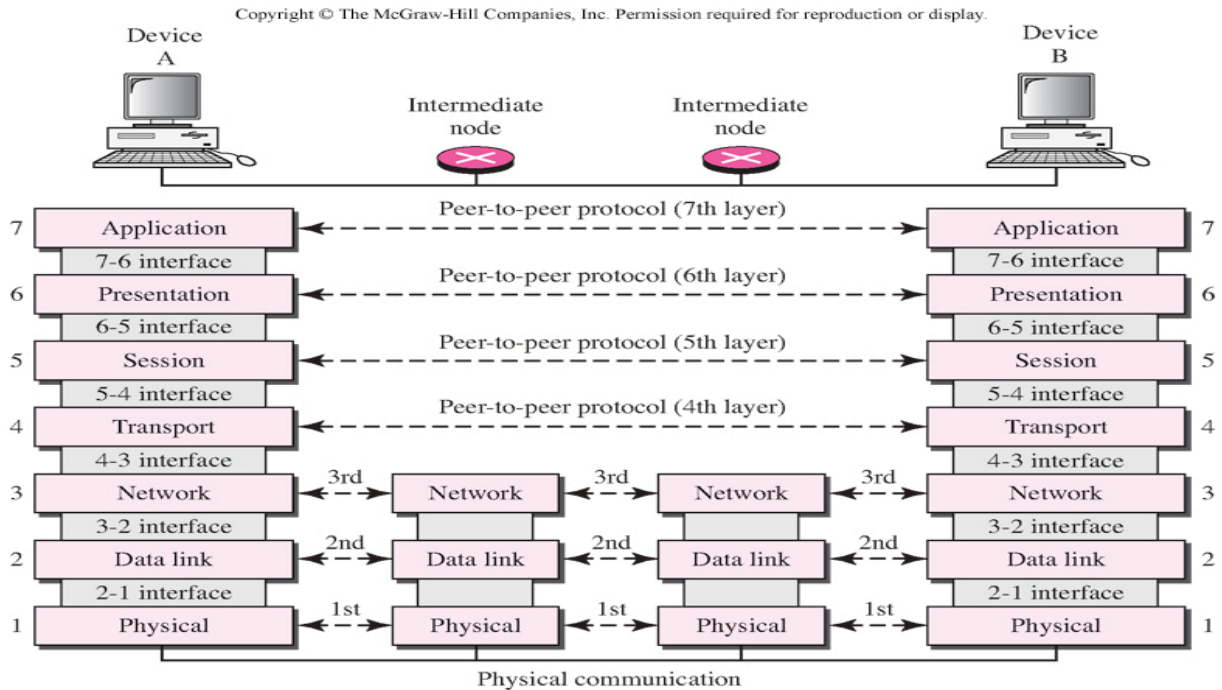 Copyright © The McGraw-Hill Companies, Inc. Permission required for reproduction or display.
Device
A
Device
B
Intermediate
node
Intermediate
node
Peer-to-peer protocol (7th layer)
7 Application Application 7
7-6 interface 7-6 interface
Peer-to-peer protocol (6th layer)
6 Presentation Presentation 6
6-5 interface 6-5 interface
Peer-to-peer protocol (5th layer)
5 Session Session 5
5-4 interface 5-4 interface
Peer-to-peer protocol (4th layer)
4 Transport Transport 4
4-3 interface 4-3 interface
3rd 3rd 3rd
3 Network Network Network Network 3
3-2 interface 3-2 interface
2nd 2nd 2nd
2 Data link Data link Data link Data link 2
2-1 interface 2-1 interface
1st 1st 1st
1 Physical Physical Physical Physical 1
Physical communication